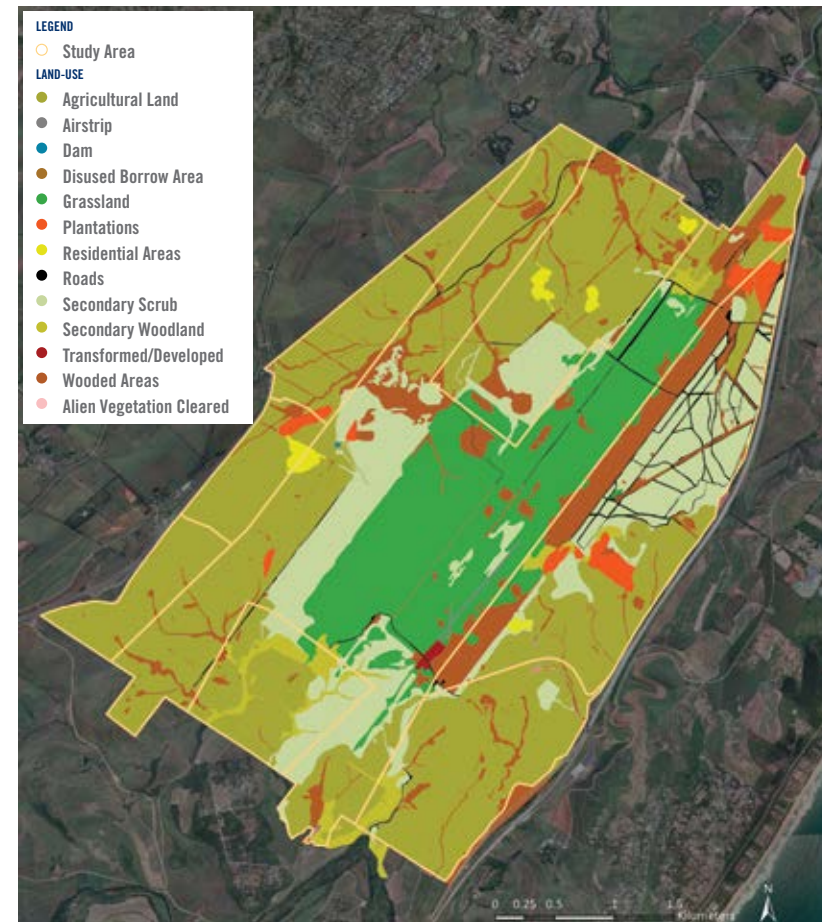 LEGEND
Study Area
LAND-USE
Agricultural Land
Airstrip
Dam
Disused Borrow Area
Grassland
Plantations
Residential Areas
Roads
Secondary Scrub
Secondary Woodland
Transformed/Developed
Wooded Areas
Alien Vegetation Cleared
0 0.25 0.5 1 1.5
Kilometers
N